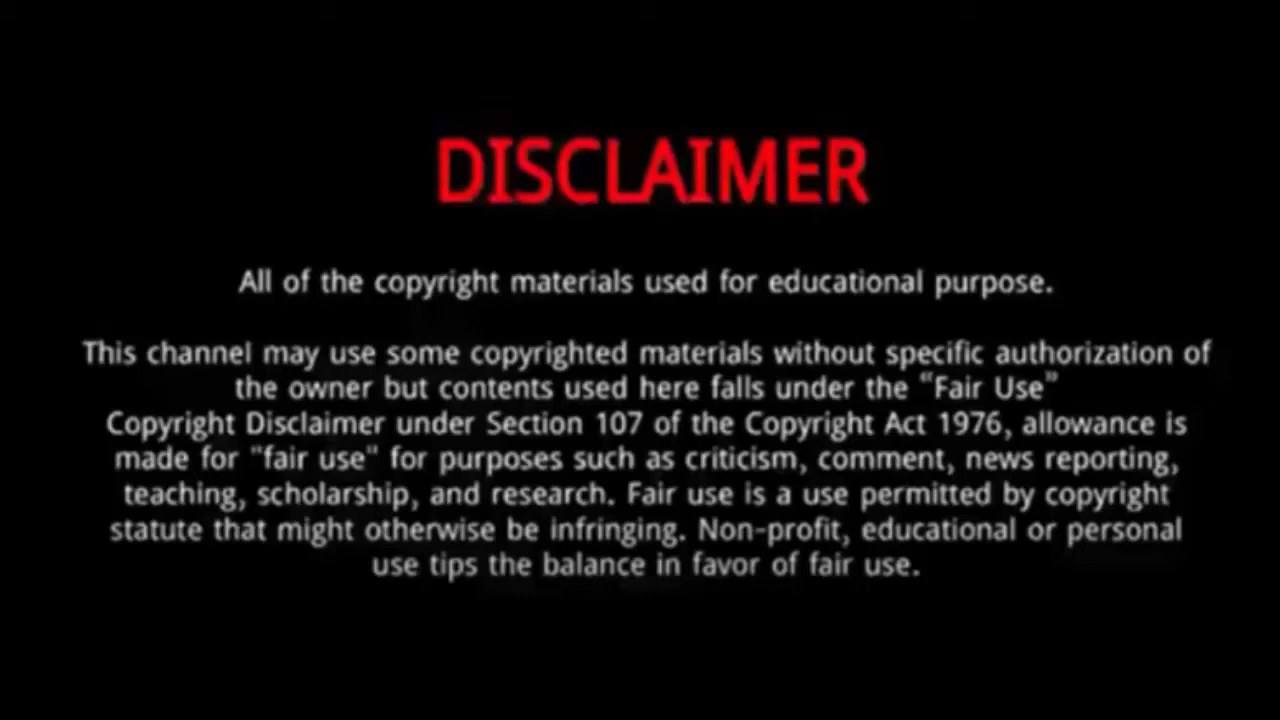 DISCLAIMER
All of the copyright materials used for educational purpose.
This channel may use some copyrighted materials without specific authorization of
the owner but contents used here falls under the “Fair Use”
Copyright Disclaimer under Section 107 of the Copyright Act 1976, allowance is
made for "fair use" for purposes such as criticism, comment, news reporting,
teaching, scholarship, and research. Fair use is a use permitted by copyright
statute that might otherwise be infringing. Non-profit, educational or personal
use tips the balance in favor of fair use.